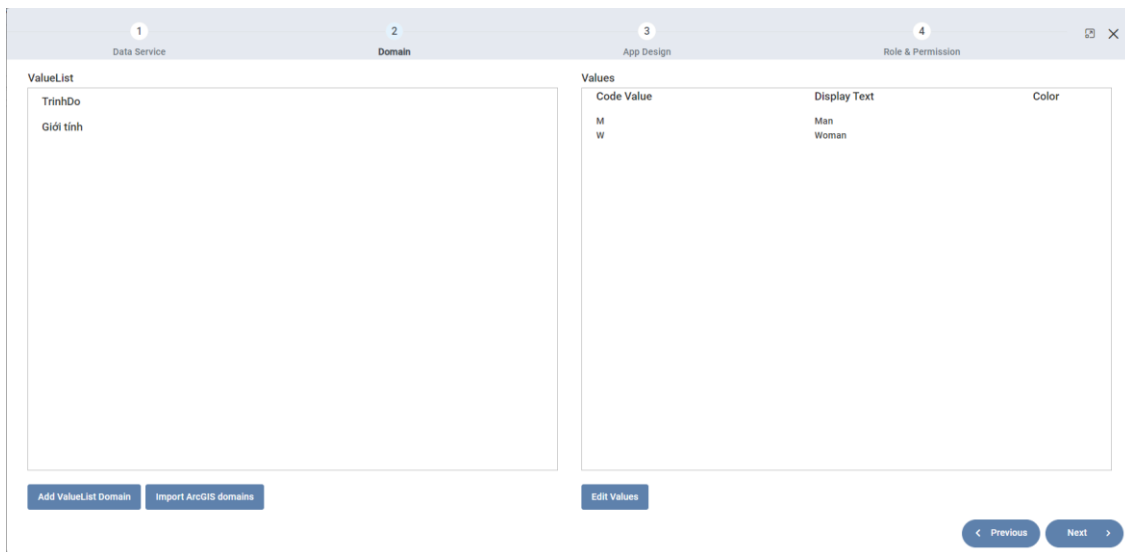 1 2 3 4
Data Service Domain App Design Role & Permission
ValueList
TrinhDo
Giới tính
Values
Code Value Display Text Color
M Man
W Woman
Add ValueList Domain Import ArcGIS domains
Edit Values
Previous Next